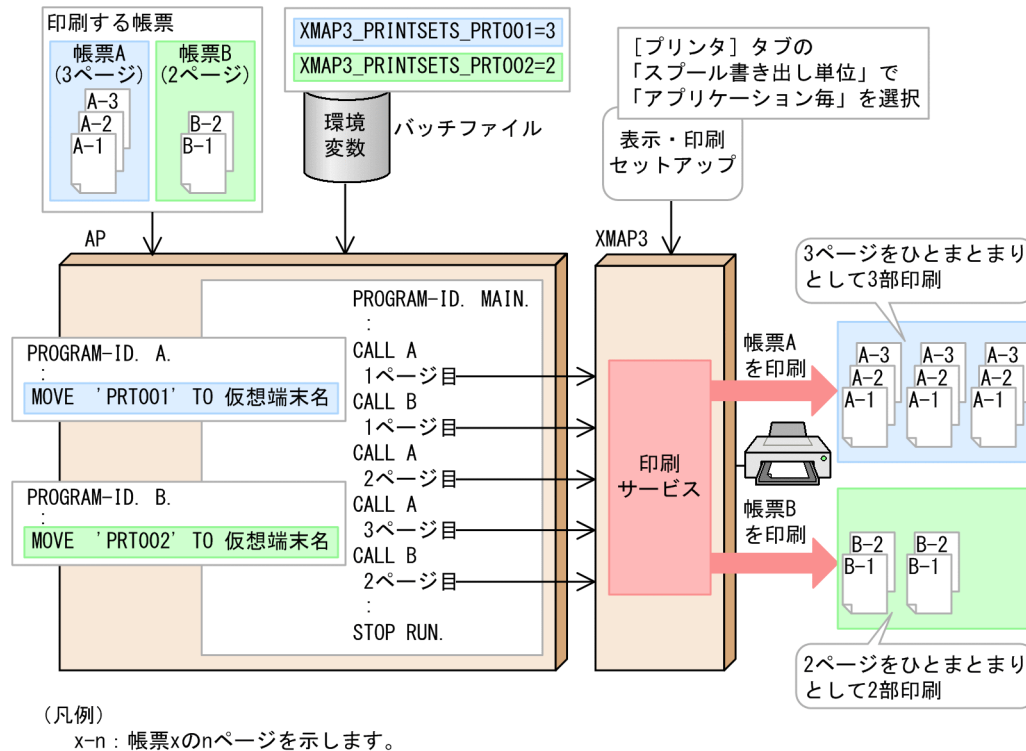 印刷する帳票
帳票A
(3ページ)
A-3
A-2
A-1
帳票B
(2ページ)
B-2
B-1
XMAP3_PRINTSETS_PRT001=3
XMAP3_PRINTSETS_PRT002=2
環境
変数
バッチファイル
[プリンタ]タブの
「スプール書き出し単位」で
「アプリケーション毎」を選択
表示・印刷
セットアップ
AP
XMAP3
PROGRAM-ID. MAIN.
:
CALL A
1ページ目
CALL B
1ページ目
CALL A
2ページ目
CALL A
3ページ目
CALL B
2ページ目
:
STOP RUN.
PROGRAM-ID. A.
:
MOVE 'PRT001' TO 仮想端末名
PROGRAM-ID. B.
:
MOVE 'PRT002' TO 仮想端末名
印刷
サービス
帳票A
を印刷
帳票B
を印刷
3ページをひとまとまり
として3部印刷
A-3 A-3 A-3
A-2 A-2 A-2
A-1 A-1 A-1
B-2 B-2
B-1 B-1
2ページをひとまとまり
として2部印刷
(凡例)
x-n:帳票xのnページを示します。